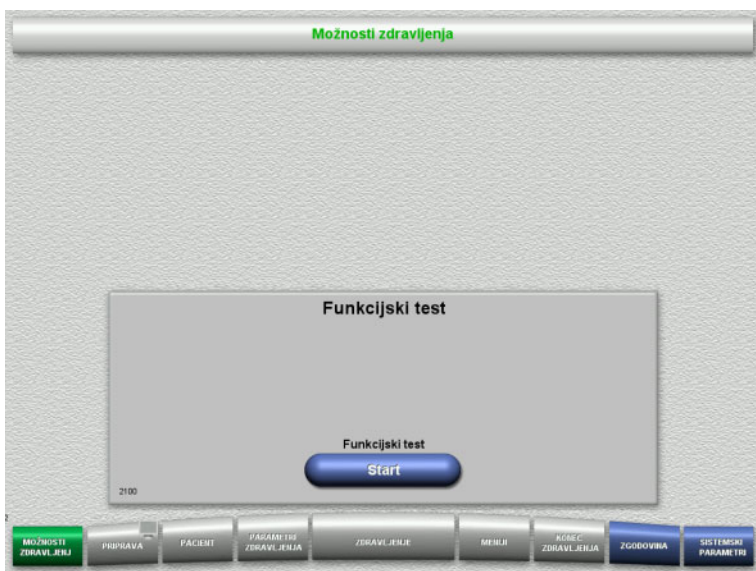 Možnosti zdravljenja
Funkcijski test
Funkcijski test
Start
2100
2
MOŽNOSTI
ZDRAVLJENJ
PRIPRAVA
PACIENT
PARAMETRI
ZDRAVLJENJA
ZDRAVLJENJE
MENIJI
KONEC
ZDRAVLJENJA
ZGODOVINA
SISTEMSKI
PARAMETRI